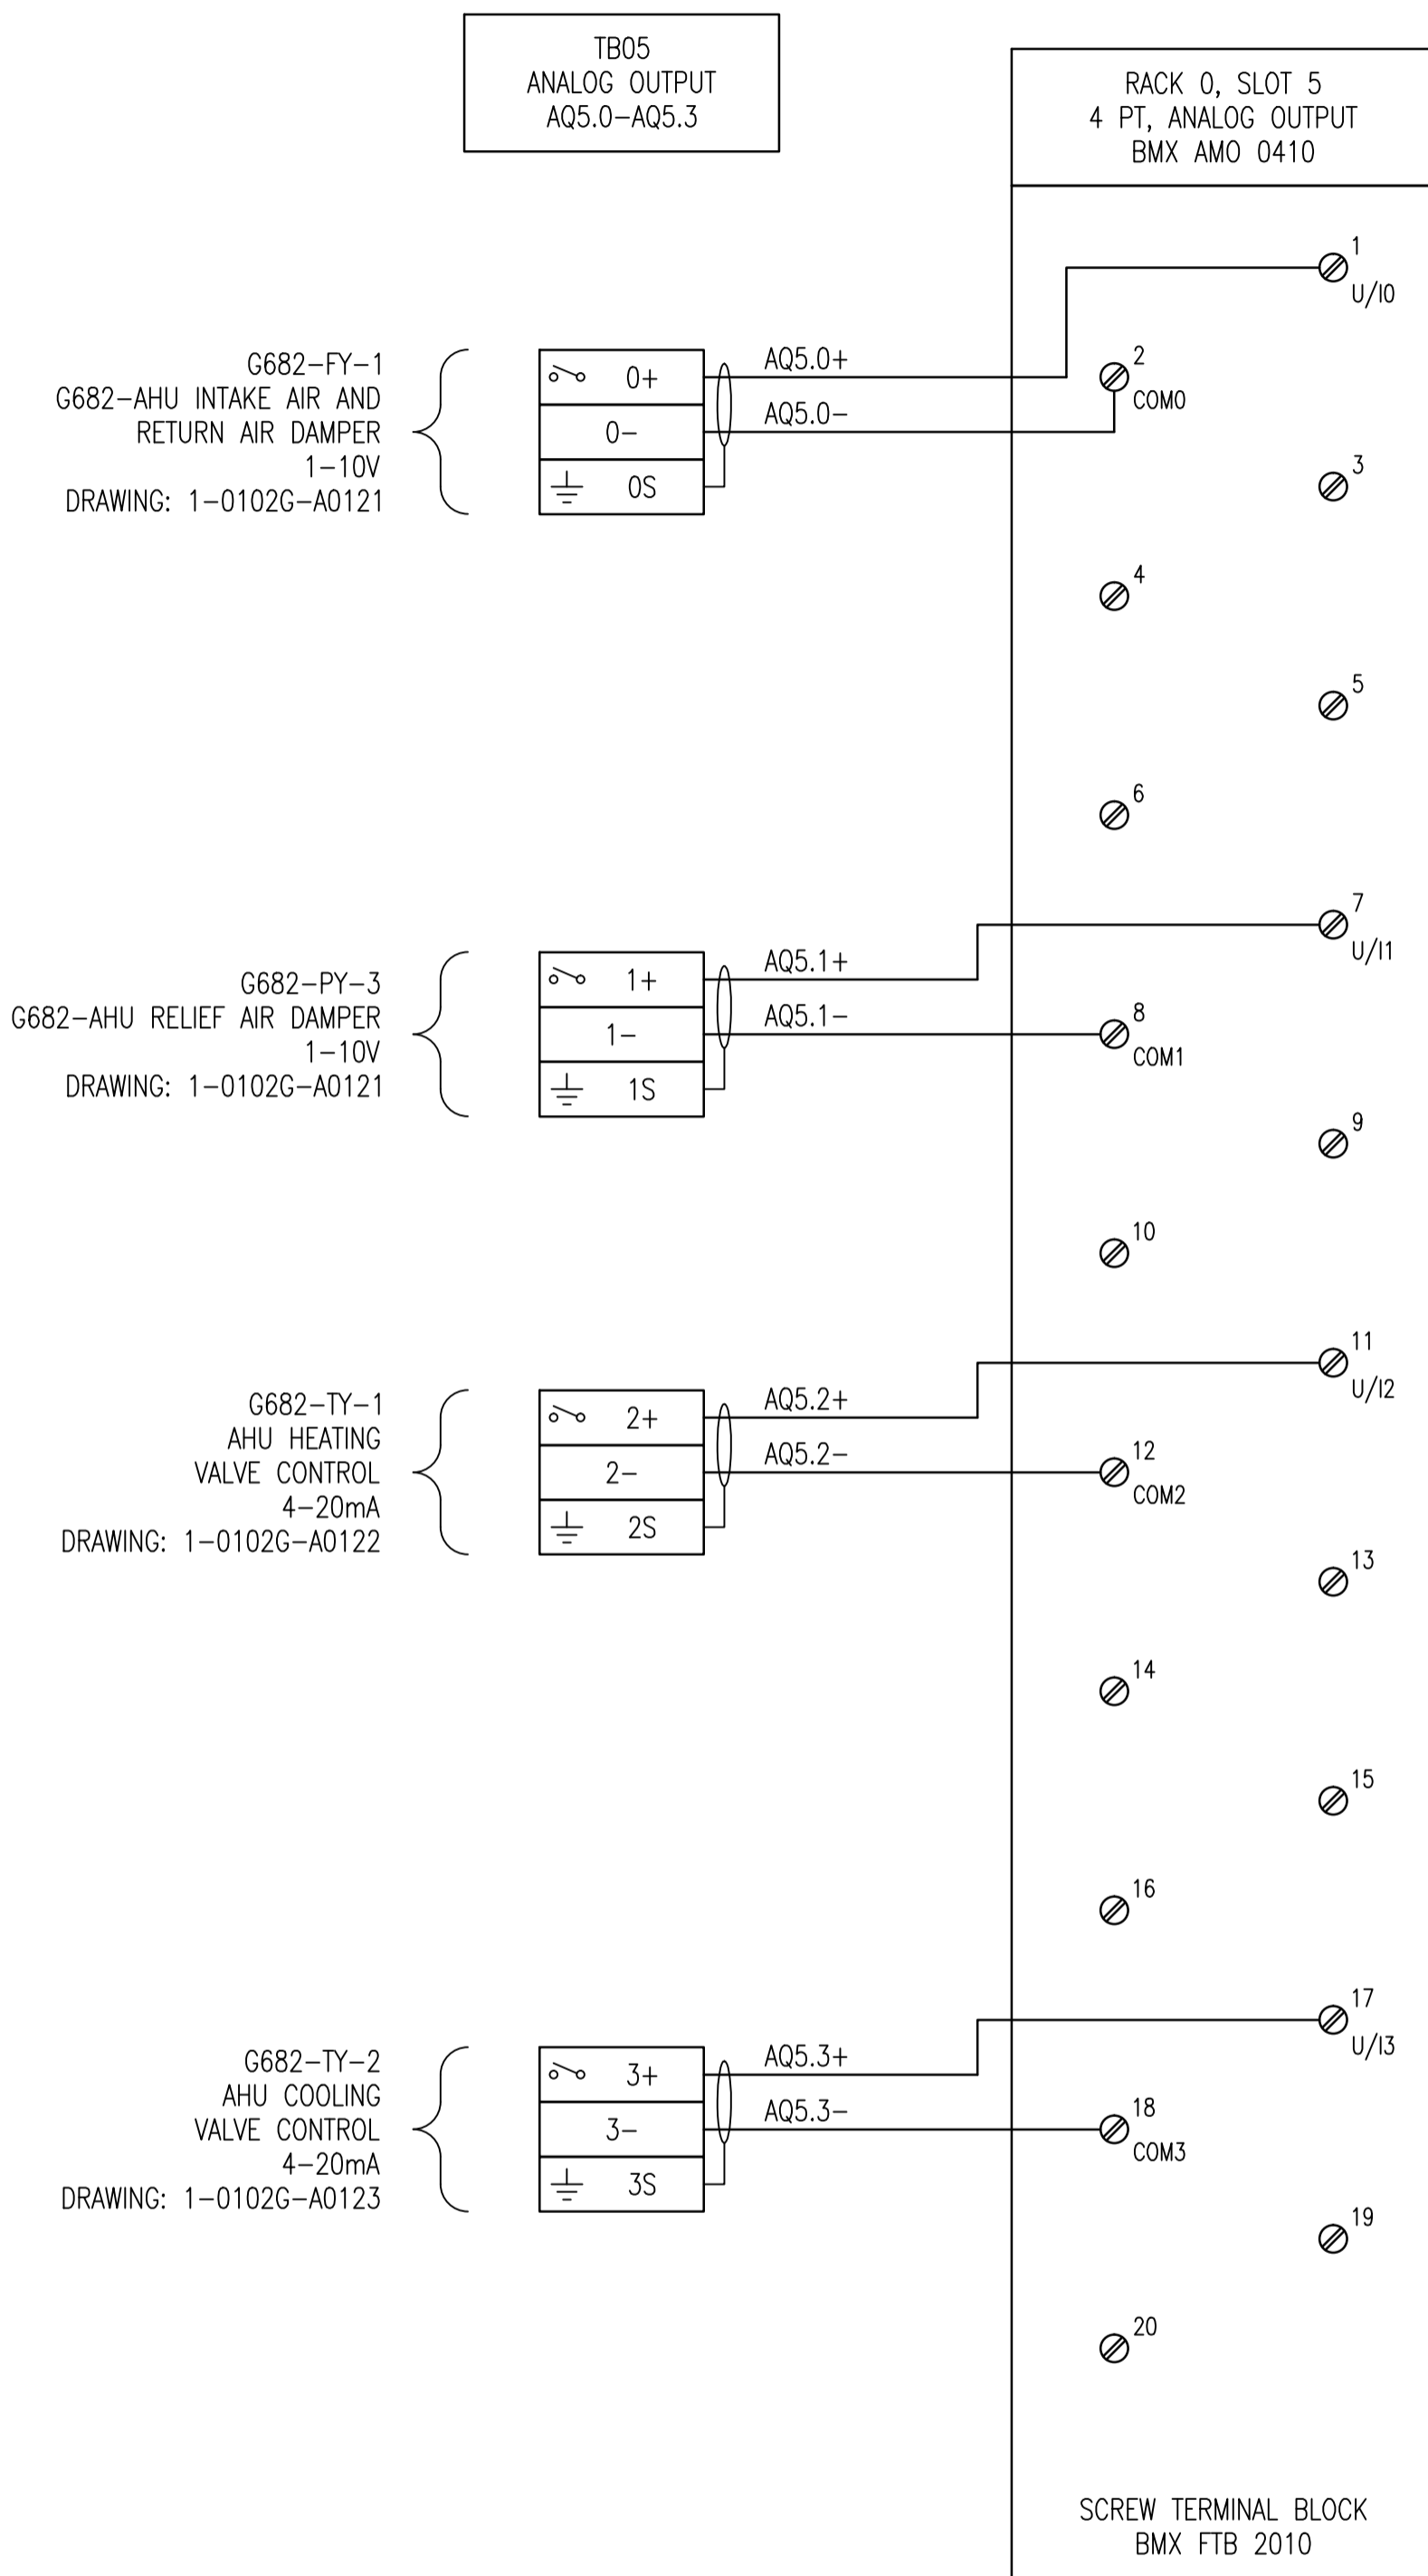 TB05
ANALOG OUTPUT
AQ5.0-AQ5.3
RACK 0, SLOT 5
4 PT, ANALOG OUTPUT
BMX AMO 0410
1
U/I0
G682-FY-1
G682-AHU INTAKE AIR AND
RETURN AIR DAMPER
1-10V
DRAWING: 1-0102G-A0121
0+
0-
0S
AQ5.0+
AQ5.0-
2
COM0
3
4
5
6
7
U/I1
G682-PY-3
G682-AHU RELIEF AIR DAMPER
1-10V
DRAWING: 1-0102G-A0121
1+
1-
1S
AQ5.1+
AQ5.1-
8
COM1
9
10
11
U/I2
G682-TY-1
AHU HEATING
VALVE CONTROL
4-20mA
DRAWING: 1-0102G-A0122
2+
2-
2S
AQ5.2+
AQ5.2-
12
COM2
13
14
15
16
17
U/I3
G682-TY-2
AHU COOLING
VALVE CONTROL
4-20mA
DRAWING: 1-0102G-A0123
3+
3-
3S
AQ5.3+
AQ5.3-
18
COM3
19
20
SCREW TERMINAL BLOCK
BMX FTB 2010